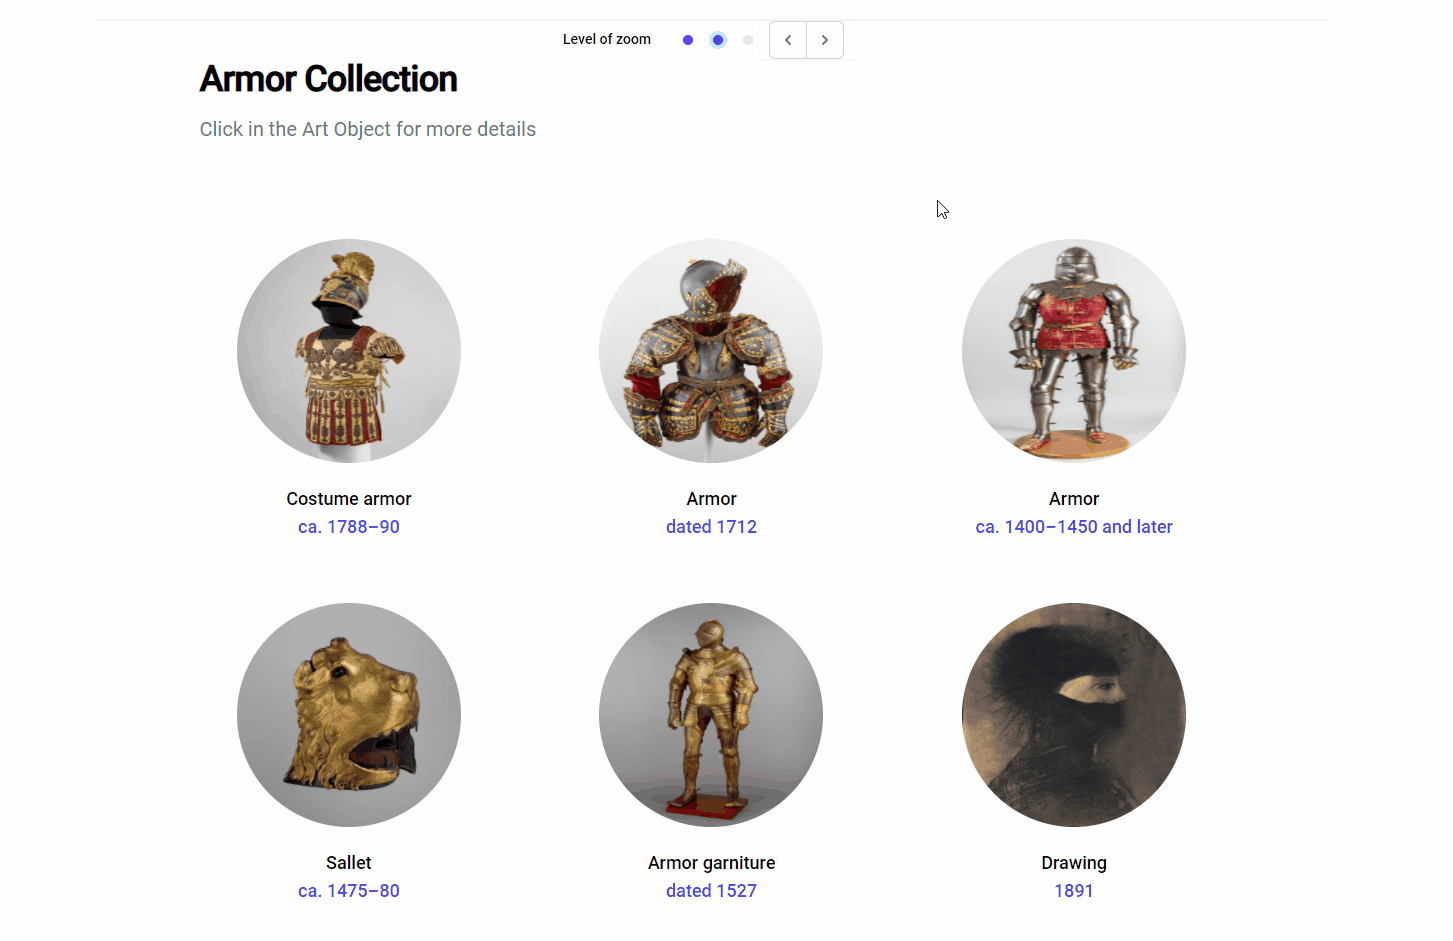 Level of zoom
Armor Collection
Click in the Art Object for more details
Costume armor
ca. 1788–90
Armor
dated 1712
Armor
ca. 1400–1450 and later
Sallet
ca. 1475–80
Armor garniture
dated 1527
Drawing
1891